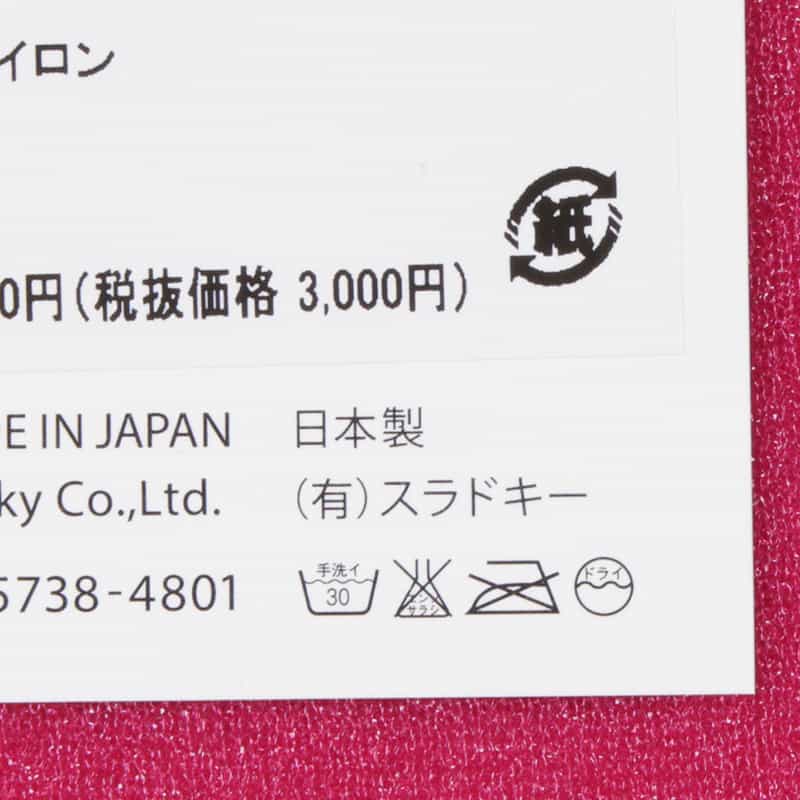 イロン
紙
0円(税抜価格 3,000円)
E IN JAPAN 日本製
ky Co.,Ltd. (有)スラドキー
5738-4801 手洗イ 30 エンソ サラシ ドライ